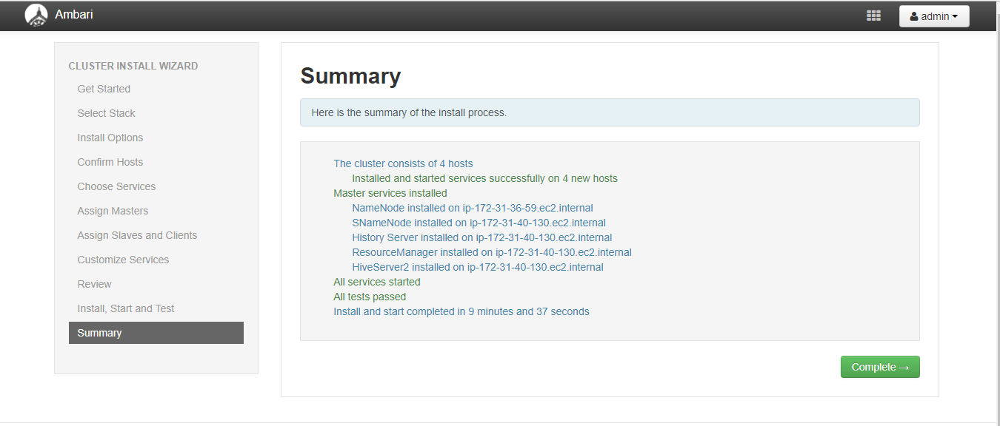 Ambari
admin
CLUSTER INSTALL WIZARD
Get Started
Select Stack
Install Options
Confirm Hosts
Choose Services
Assign Masters
Assign Slaves and Clients
Customize Services
Review
Install, Start and Test
Summary
Summary
Here is the summary of the install process.
The cluster consists of 4 hosts
Installed and started services successfully on 4 new hosts
Master services installed
NameNode installed on ip-172-31-36-59.ec2.internal
SNameNode installed on ip-172-31-40-130.ec2.internal
History Server installed on ip-172-31-40-130.ec2.internal
ResourceManager installed on ip-172-31-40-130.ec2.internal
HiveServer2 installed on ip-172-31-40-130.ec2.internal
All services started
All tests passed
Install and start completed in 9 minutes and 37 seconds
Complete →